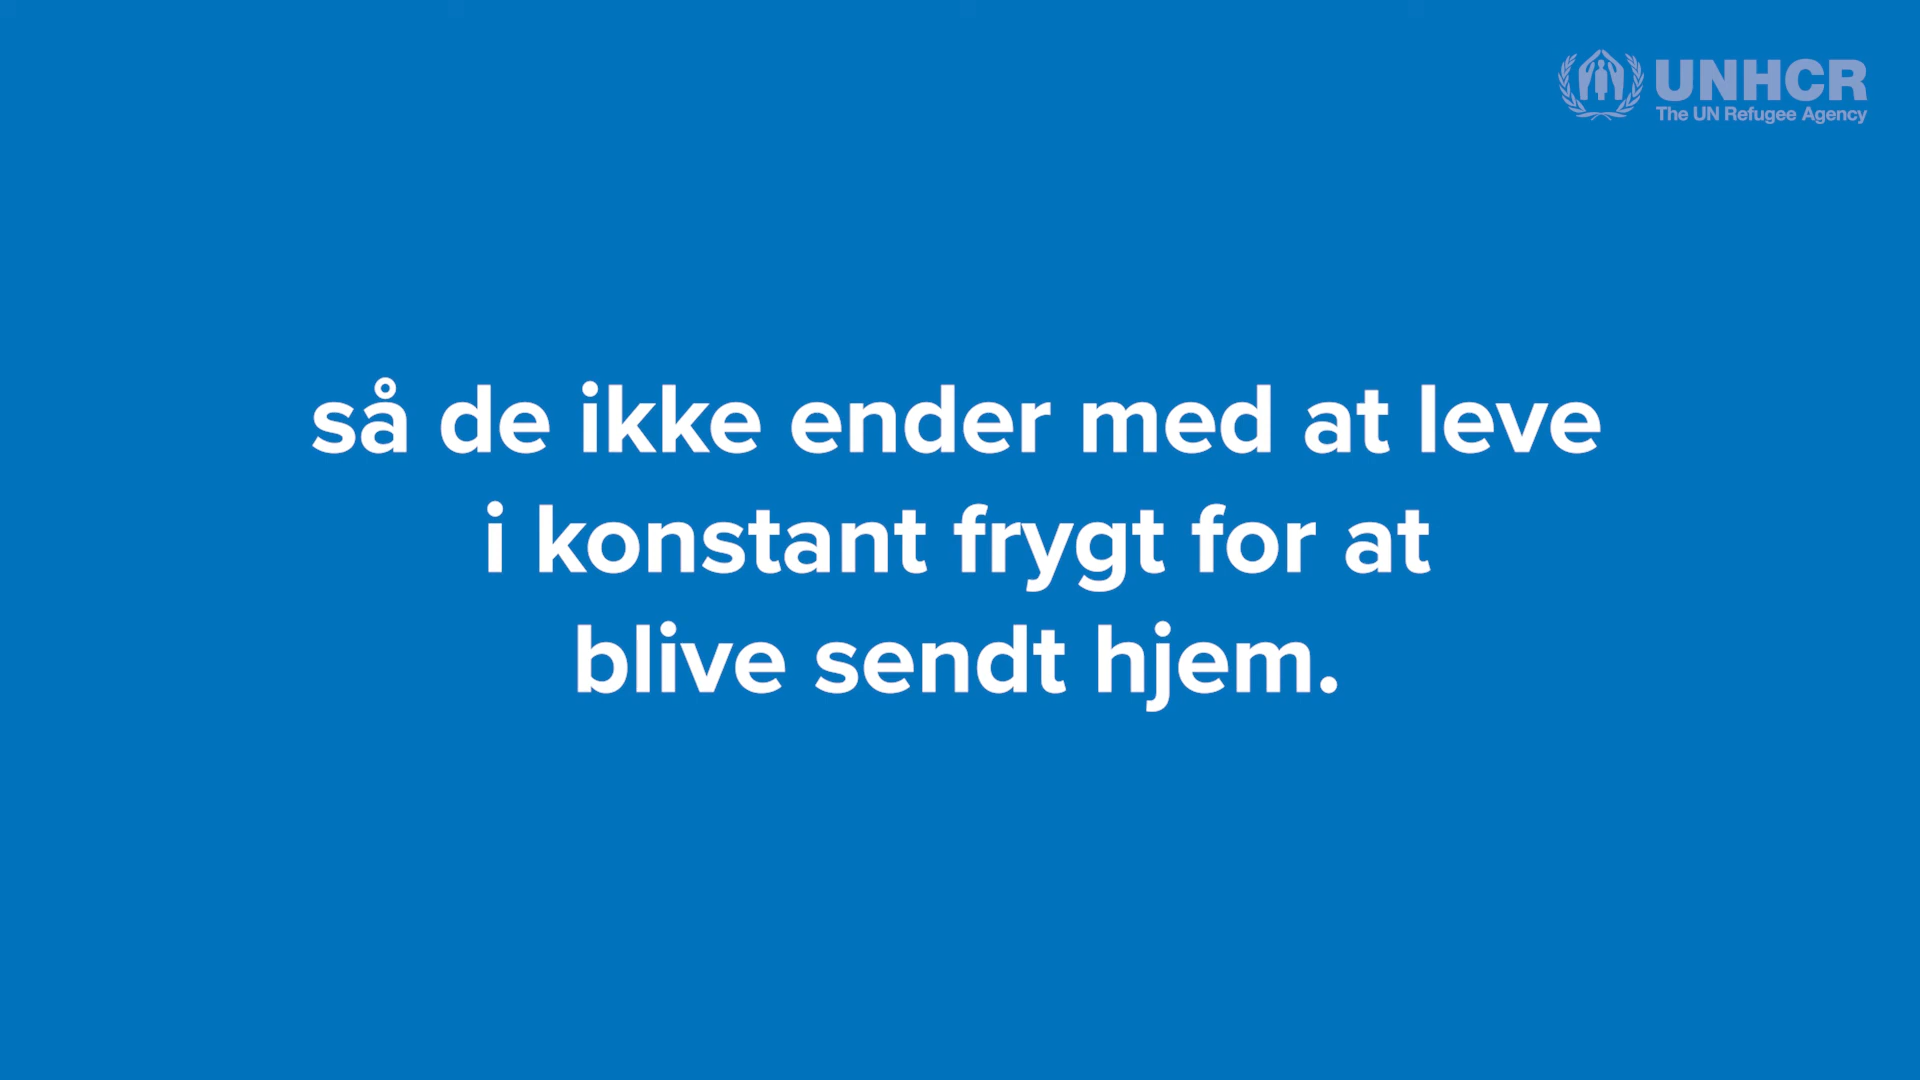 UNHCR
The UN Refugee Agency
så de ikke ender med at leve
i konstant frygt for at
blive sendt hjem.